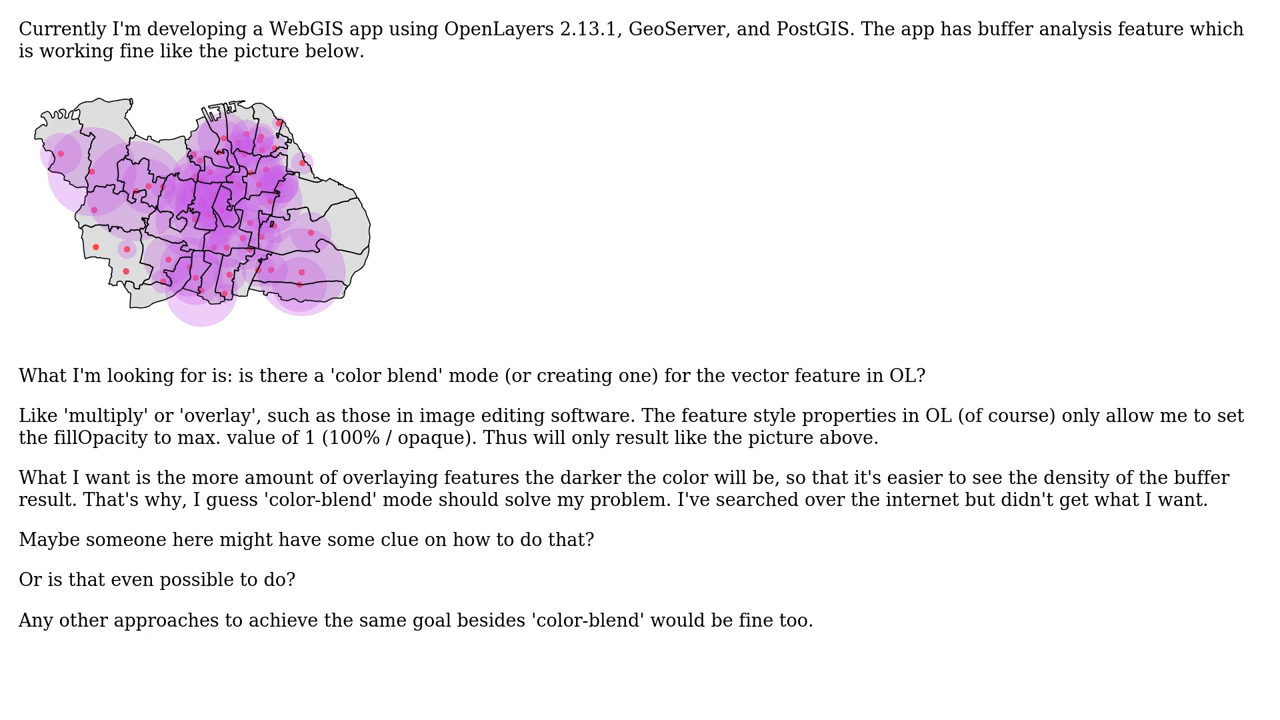 Currently I'm developing a WebGIS app using OpenLayers 2.13.1, GeoServer, and PostGIS. The app has buffer analysis feature which
is working fine like the picture below.
What I'm looking for is: is there a 'color blend' mode (or creating one) for the vector feature in OL?
Like 'multiply' or 'overlay', such as those in image editing software. The feature style properties in OL (of course) only allow me to set
the fillOpacity to max. value of 1 (100% / opaque). Thus will only result like the picture above.
What I want is the more amount of overlaying features the darker the color will be, so that it's easier to see the density of the buffer
result. That's why, I guess 'color-blend' mode should solve my problem. I've searched over the internet but didn't get what I want.
Maybe someone here might have some clue on how to do that?
Or is that even possible to do?
Any other approaches to achieve the same goal besides 'color-blend' would be fine too.